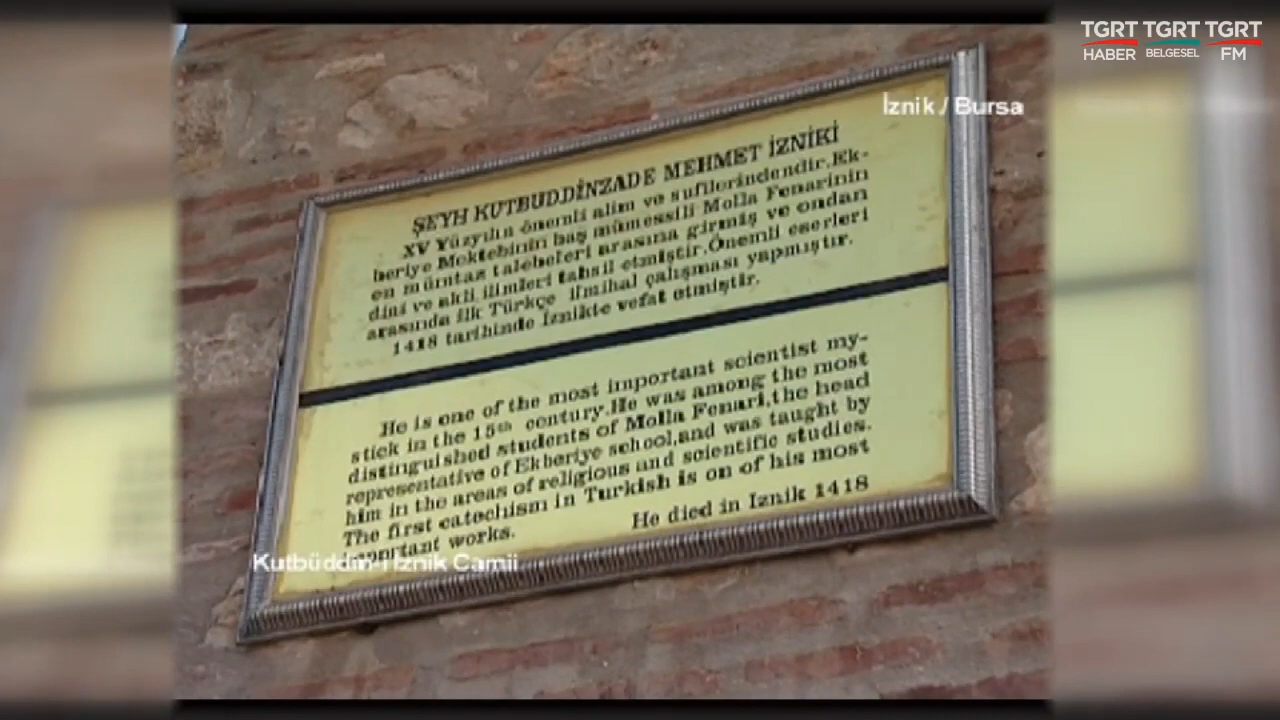 TGRT TGRT TGRT
HABER BELGESEL FM
İznik / Bursa
ŞEYH KUTBUDDİNZADE MEHMET İZNİKİ
XV Yüzyılın önemli alim ve sufilerindendir.Ek-
beriye Mektebinin baş mümessili Molla Fenarinin
en mümtaz talebeleri arasına girmiş ve ondan
dini ve akli ilimleri tahsil etmiştir.Önemli eserleri
arasında ilk Türkçe ilmihal çalışması yapmıştır.
1418 tarihinde İznikte vefat etmiştir.
He is one of the most important scientist my-
stick in the 15th century.He was among the most
distinguished students of Molla Fenari,the head
representative of Ekberiye school,and was taught by
him in the areas of religious and scientific studies.
The first catechism in Turkish is on of his most
important works. He died in Iznik 1418
Kutbüddin-i İznik Camii